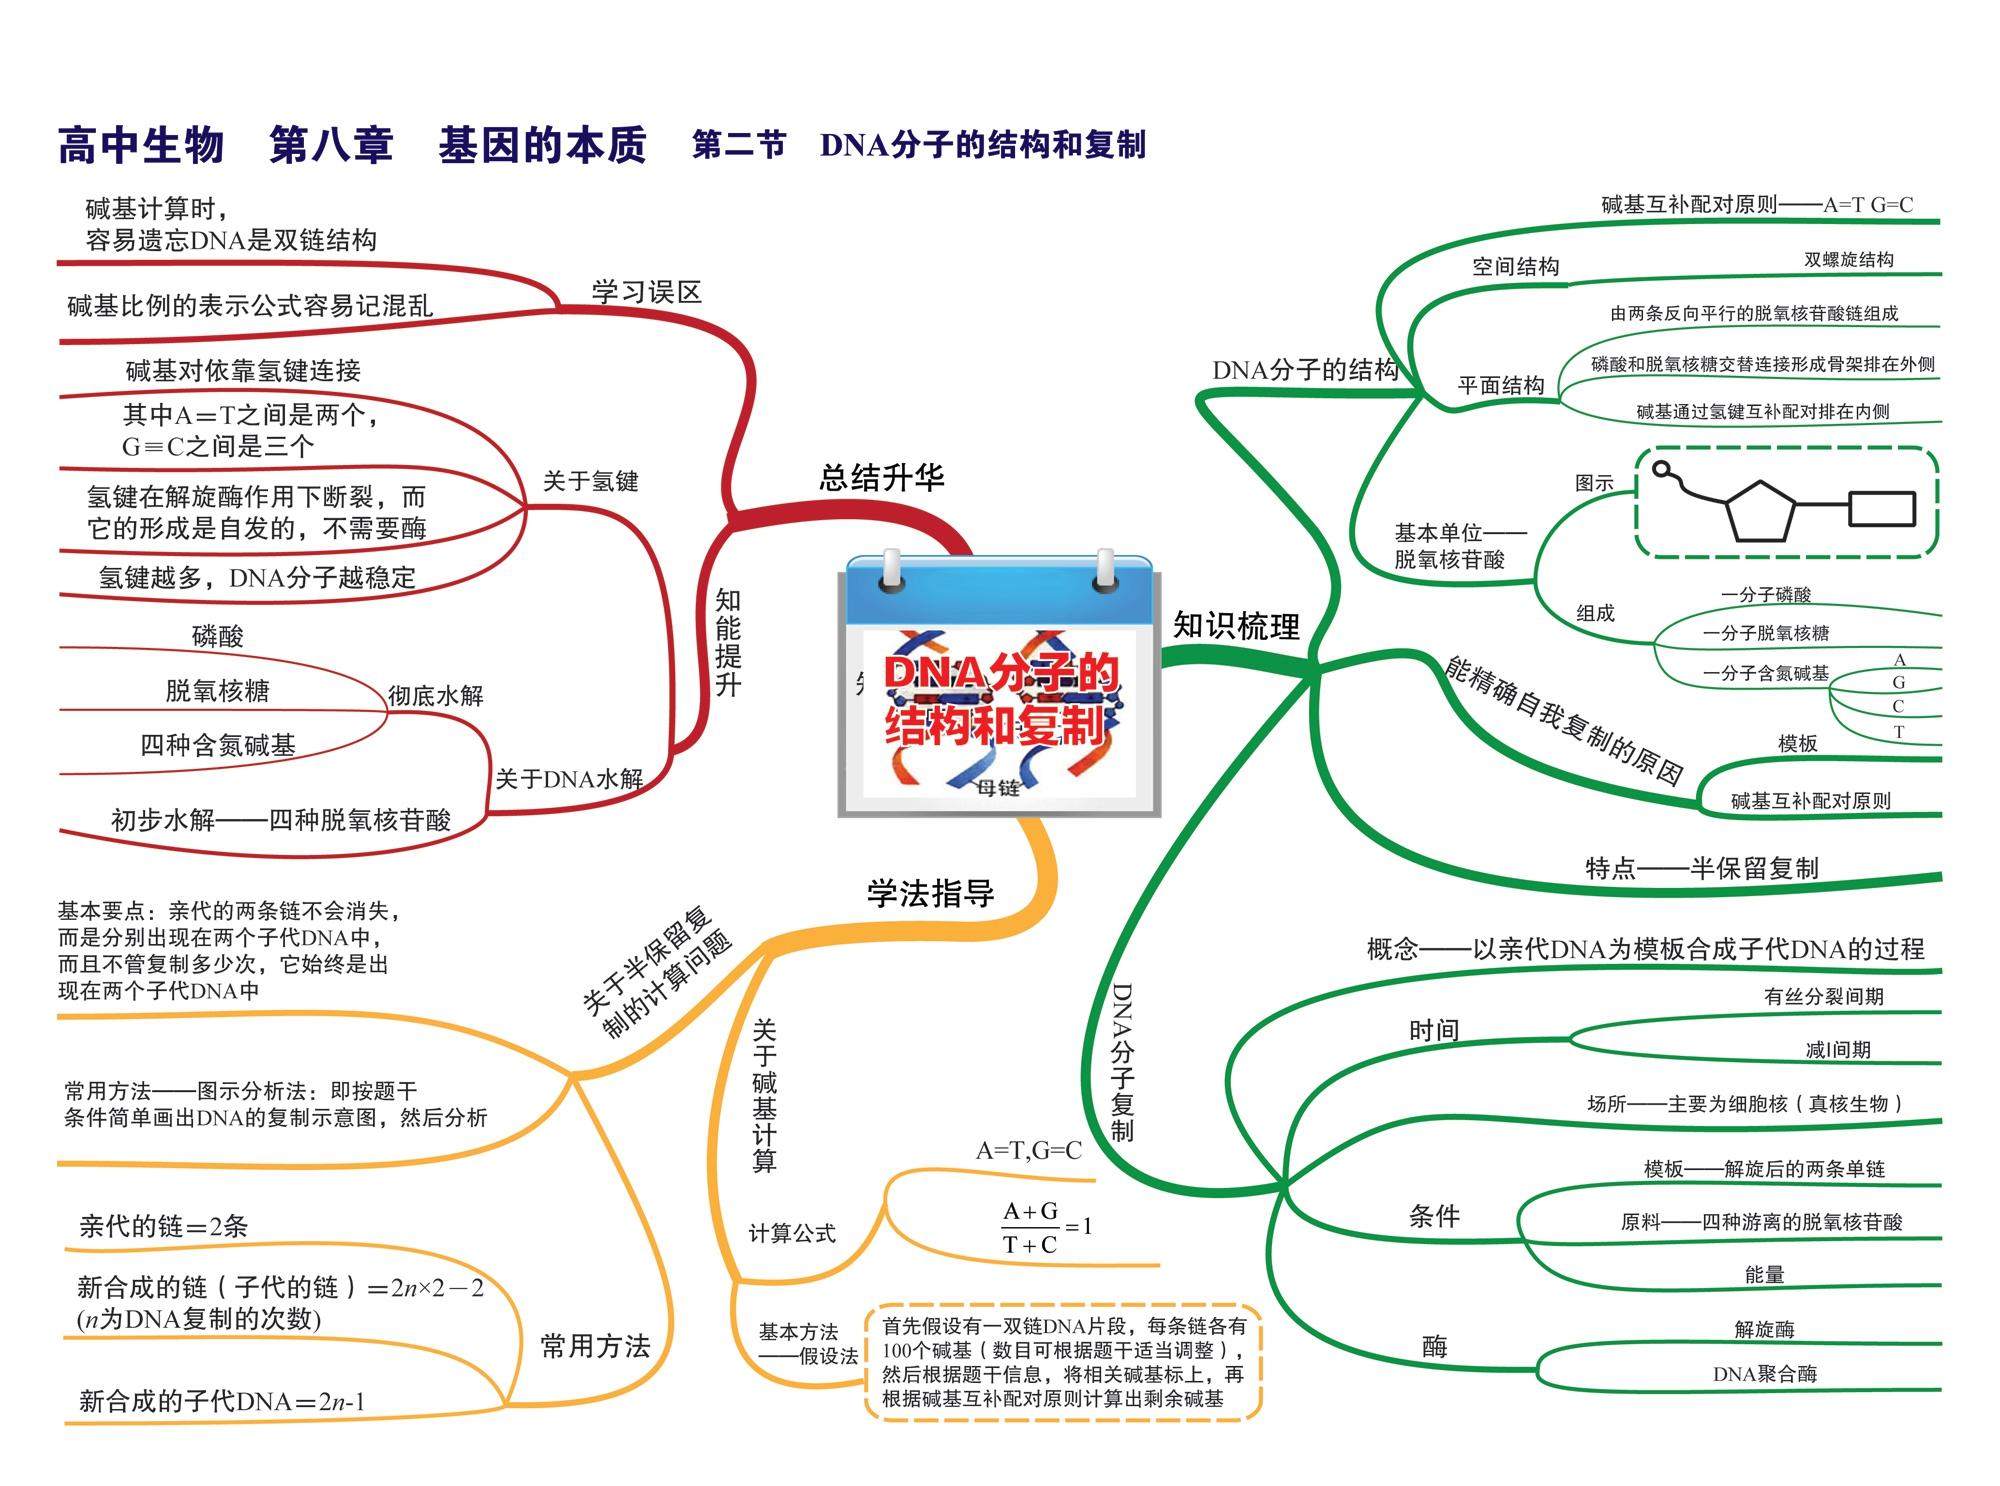 高中生物 第八章 基因的本质 第二节 DNA分子的结构和复制
碱基计算时，
容易遗忘DNA是双链结构
碱基比例的表示公式容易记混乱
学习误区
碱基对依靠氢键连接
其中A＝T之间是两个，
G≡C之间是三个
氢键在解旋酶作用下断裂，而
它的形成是自发的，不需要酶
氢键越多，DNA分子越稳定
关于氢键
磷酸
脱氧核糖
四种含氮碱基
彻底水解
初步水解——四种脱氧核苷酸
关于DNA水解
知能提升
总结升华
DNA分子的
结构和复制
母链
知识梳理
DNA分子的结构
碱基互补配对原则——A=T G=C
空间结构
双螺旋结构
平面结构
由两条反向平行的脱氧核苷酸链组成
磷酸和脱氧核糖交替连接形成骨架排在外侧
碱基通过氢键互补配对排在内侧
基本单位——
脱氧核苷酸
图示
组成
一分子磷酸
一分子脱氧核糖
一分子含氮碱基
A
G
C
T
能精确自我复制的原因
模板
碱基互补配对原则
特点——半保留复制
DNA分子复制
概念——以亲代DNA为模板合成子代DNA的过程
时间
有丝分裂间期
减Ⅰ间期
场所——主要为细胞核（真核生物）
条件
模板——解旋后的两条单链
原料——四种游离的脱氧核苷酸
能量
酶
解旋酶
DNA聚合酶
学法指导
关于半保留复
制的计算问题
基本要点：亲代的两条链不会消失，
而是分别出现在两个子代DNA中，
而且不管复制多少次，它始终是出
现在两个子代DNA中
常用方法——图示分析法：即按题干
条件简单画出DNA的复制示意图，然后分析
常用方法
亲代的链＝2条
新合成的链（子代的链）＝2n×2－2
(n为DNA复制的次数)
新合成的子代DNA＝2n-1
关于碱基计算
计算公式
A=T,G=C
A+G
T+C
=1
基本方法
——假设法
首先假设有一双链DNA片段，每条链各有
100个碱基（数目可根据题干适当调整），
然后根据题干信息，将相关碱基标上，再
根据碱基互补配对原则计算出剩余碱基